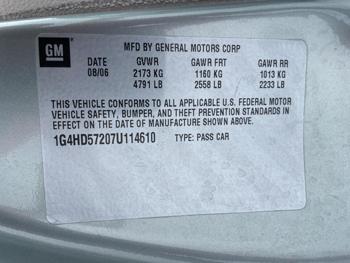 GM
MFD BY GENERAL MOTORS CORP
DATE GVWR GAWR FRT GAWR RR
08/06 2173 KG 1160 KG 1013 KG
4791 LB 2558 LB 2233 LB
THIS VEHICLE CONFORMS TO ALL APPLICABLE U.S. FEDERAL MOTOR
VEHICLE SAFETY, BUMPER, AND THEFT PREVENTION STANDARDS IN
EFFECT ON THE DATE OF MANUFACTURE SHOWN ABOVE.
1G4HD57207U114610 TYPE: PASS CAR